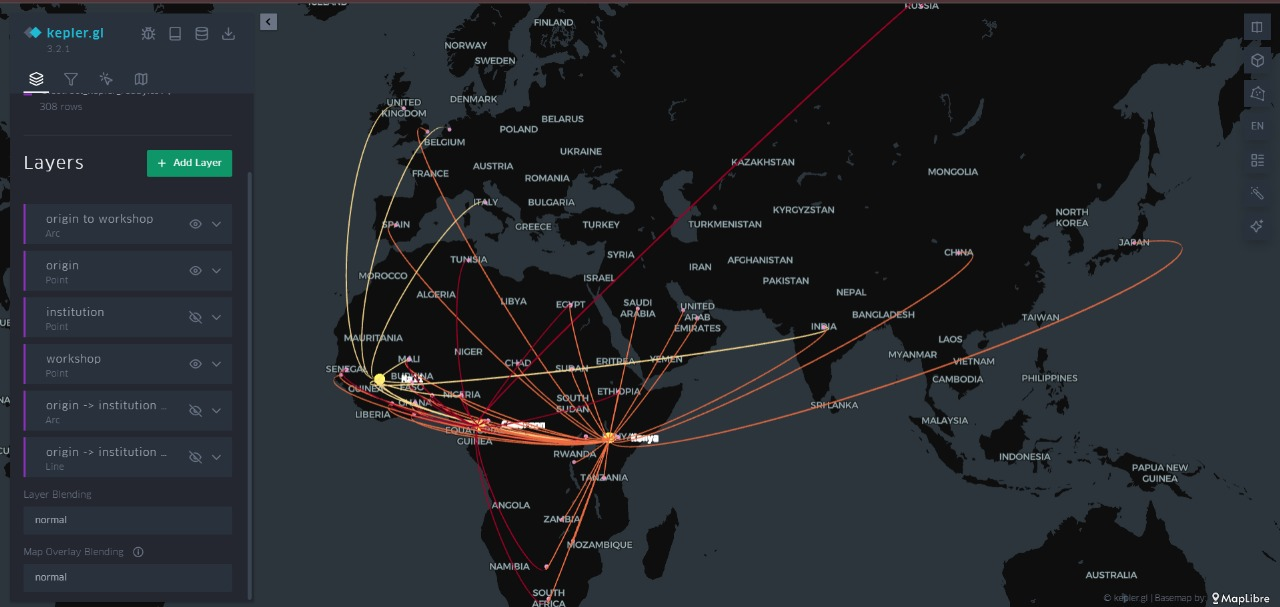 kepler.gl
3.2.1
308 rows
Layers
+ Add Layer
origin to workshop
Arc
origin
Point
institution
Point
workshop
Point
origin -> institution ..
Arc
origin -> institution ..
Line
Layer Blending
normal
Map Overlay Blending
normal
EN
ICELAND
RUSSIA
FINLAND
NORWAY
SWEDEN
UNITED
KINGDOM
DENMARK
BELARUS
POLAND
BELGIUM
UKRAINE
AUSTRIA
FRANCE
ROMANIA
KAZAKHSTAN
MONGOLIA
ITALY
BULGARIA
KYRGYZSTAN
SPAIN
GREECE
TURKEY
TURKMENISTAN
NORTH
KOREA
JAPAN
TUNISIA
SYRIA
CHINA
MOROCCO
ISRAEL
IRAN
AFGHANISTAN
PAKISTAN
ALGERIA
LIBYA
EGYPT
SAUDI
ARABIA
UNITED
ARAB
EMIRATES
NEPAL
BANGLADESH
TAIWAN
INDIA
MAURITANIA
LAOS
MALI
NIGER
CHAD
SUDAN
ERITREA
YEMEN
MYANMAR
VIETNAM
SENEGAL
BURKINA
FASO
GUINEA
NIGERIA
ETHIOPIA
CAMBODIA
PHILIPPINES
GHANA
LIBERIA
SOUTH
SUDAN
SRI LANKA
MALAYSIA
EQUATORIAL
GUINEA
Cameroon
Kenya
RWANDA
TANZANIA
INDONESIA
PAPUA NEW
GUINEA
ANGOLA
ZAMBIA
MOZAMBIQUE
NAMIBIA
SOUTH
AFRICA
AUSTRALIA
© kepler.gl | Basemap by: MapLibre